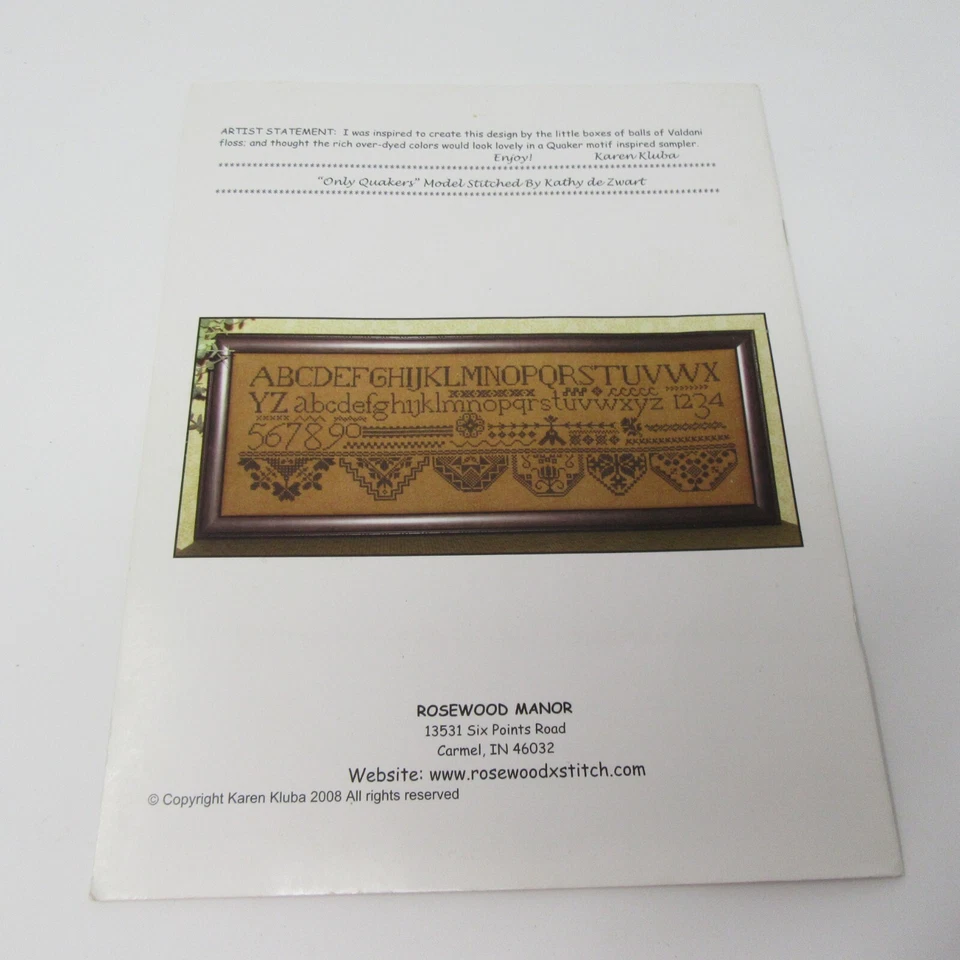 ARTIST STATEMENT: I was inspired to create this design by the little boxes of balls of Valdani
floss; and thought the rich over-dyed colors would look lovely in a Quaker motif inspired sampler.
Enjoy! Karen Kluba
"Only Quakers" Model Stitched By Kathy de Zwart
ABCDEFGHIJKLMNOPQRSTUVWX
YZ abcdefghijklmnopqrstuvwxyz 1234
567890
ROSEWOOD MANOR
13531 Six Points Road
Carmel, IN 46032
Website: www.rosewoodxstitch.com
© Copyright Karen Kluba 2008 All rights reserved